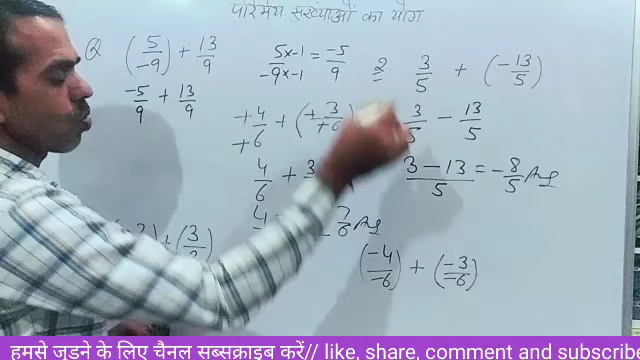 परिमेय संख्याओं का योग
Q (5/-9) + 13/9
-5/9 + 13/9
5×-1/-9×-1 = -5/9
+4/+6 + (+3/+6)
4/6 + 3
7/6 Ans
2 3/5 + (-13/5)
3/5 - 13/5
3-13/5 = -8/5 Ans
(-4/-6) + (-3/-6)
हमसे जुड़ने के लिए चैनल सब्सक्राइब करें// like, share, comment and subscrib